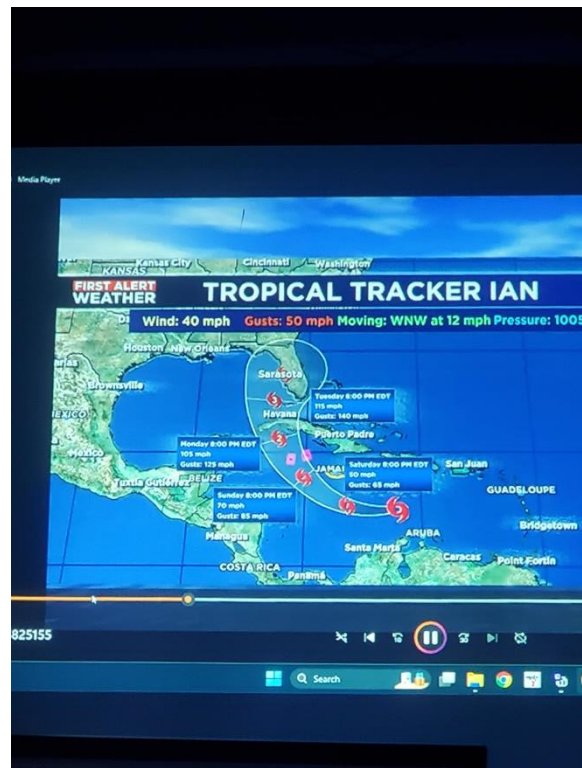 Media Player
Kansas City
Cincinnati
Washington
KANSAS
FIRST ALERT
WEATHER
TROPICAL TRACKER IAN
Wind: 40 mph Gusts: 50 mph Moving: WNW at 12 mph Pressure: 1005
Houston
New Orleans
Sarasota
Brownsville
Tuesday 8:00 PM EDT
115 mph
Gusts: 140 mph
Havana
Puerto Padre
Monday 8:00 PM EDT
105 mph
Gusts: 125 mph
Mexico
JAMAI
Saturday 8:00 PM EDT
50 mph
Gusts: 65 mph
San Juan
Tuxtla Gutiérrez
BELIZE
Sunday 8:00 PM EDT
70 mph
Gusts: 85 mph
GUADELOUPE
Bridgetown
Managua
ARUBA
Santa Marta
Caracas
Point Fortin
COSTA RICA
Panamá
825155
Search